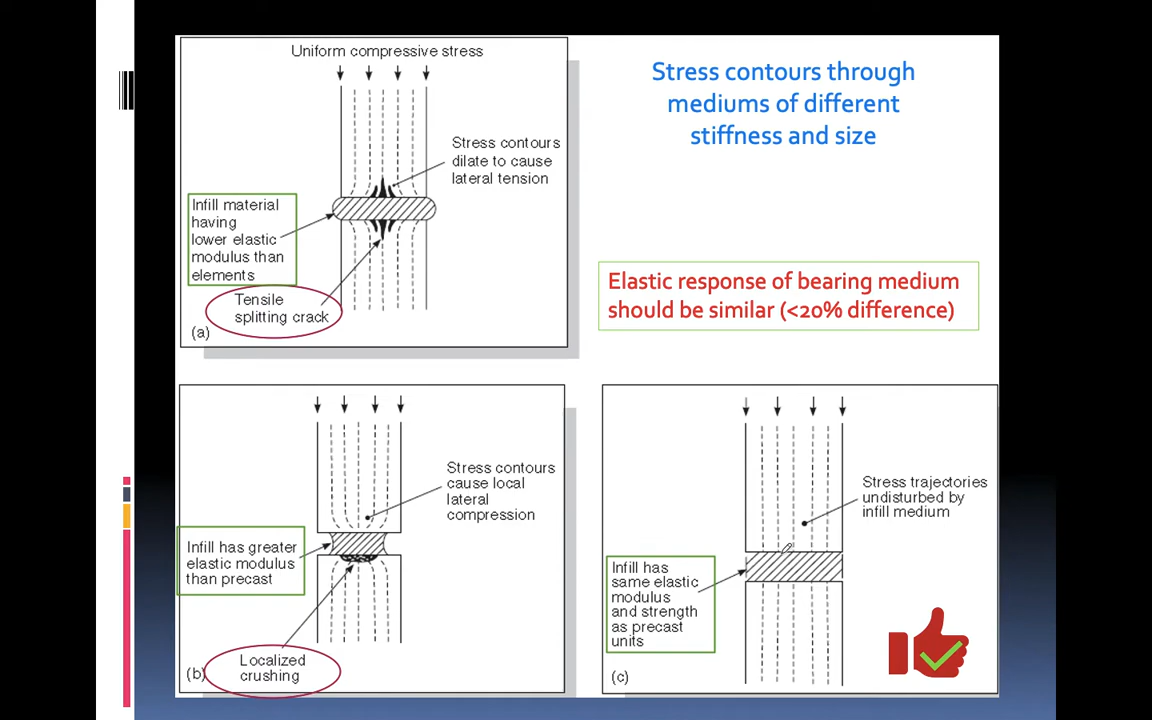 Uniform compressive stress
Stress contours
dilate to cause
lateral tension
Infill material
having
lower elastic
modulus than
elements
Tensile
splitting crack
(a)
Stress contours through
mediums of different
stiffness and size
Elastic response of bearing medium
should be similar (<20% difference)
Stress contours
cause local
lateral
compression
Infill has greater
elastic modulus
than precast
Localized
crushing
(b)
Stress trajectories
undisturbed by
infill medium
Infill has
same elastic
modulus
and strength
as precast
units
(c)